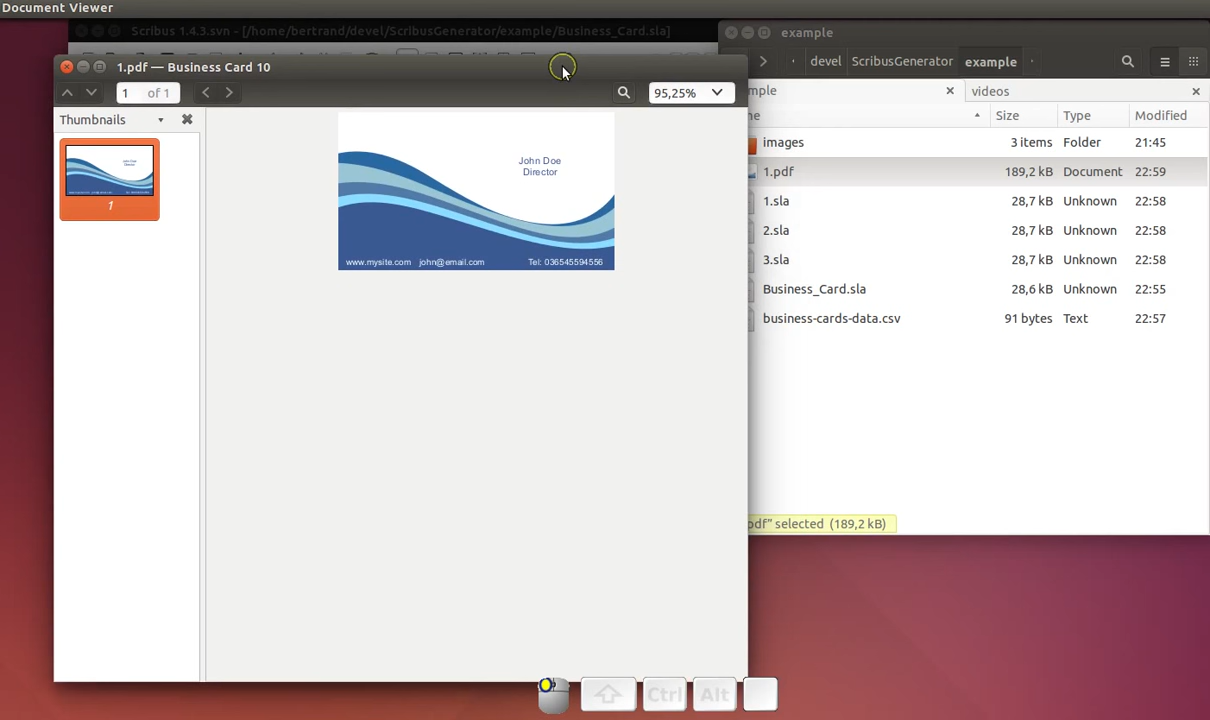 Document Viewer
Scribus 1.4.3.svn - [/home/bertrand/devel/ScribusGenerator/example/Business_Card.sla]
example
1.pdf — Business Card 10
devel ScribusGenerator example
1 of 1
95,25%
mple
videos
Thumbnails
ne Size Type Modified
images 3 items Folder 21:45
1.pdf 189,2 kB Document 22:59
1.sla 28,7 kB Unknown 22:58
2.sla 28,7 kB Unknown 22:58
3.sla 28,7 kB Unknown 22:58
Business_Card.sla 28,6 kB Unknown 22:55
business-cards-data.csv 91 bytes Text 22:57
John Doe
Director
www.mysite.com john@email.com Tel: 036545594556
1
pdf” selected (189,2 kB)
Ctrl Alt